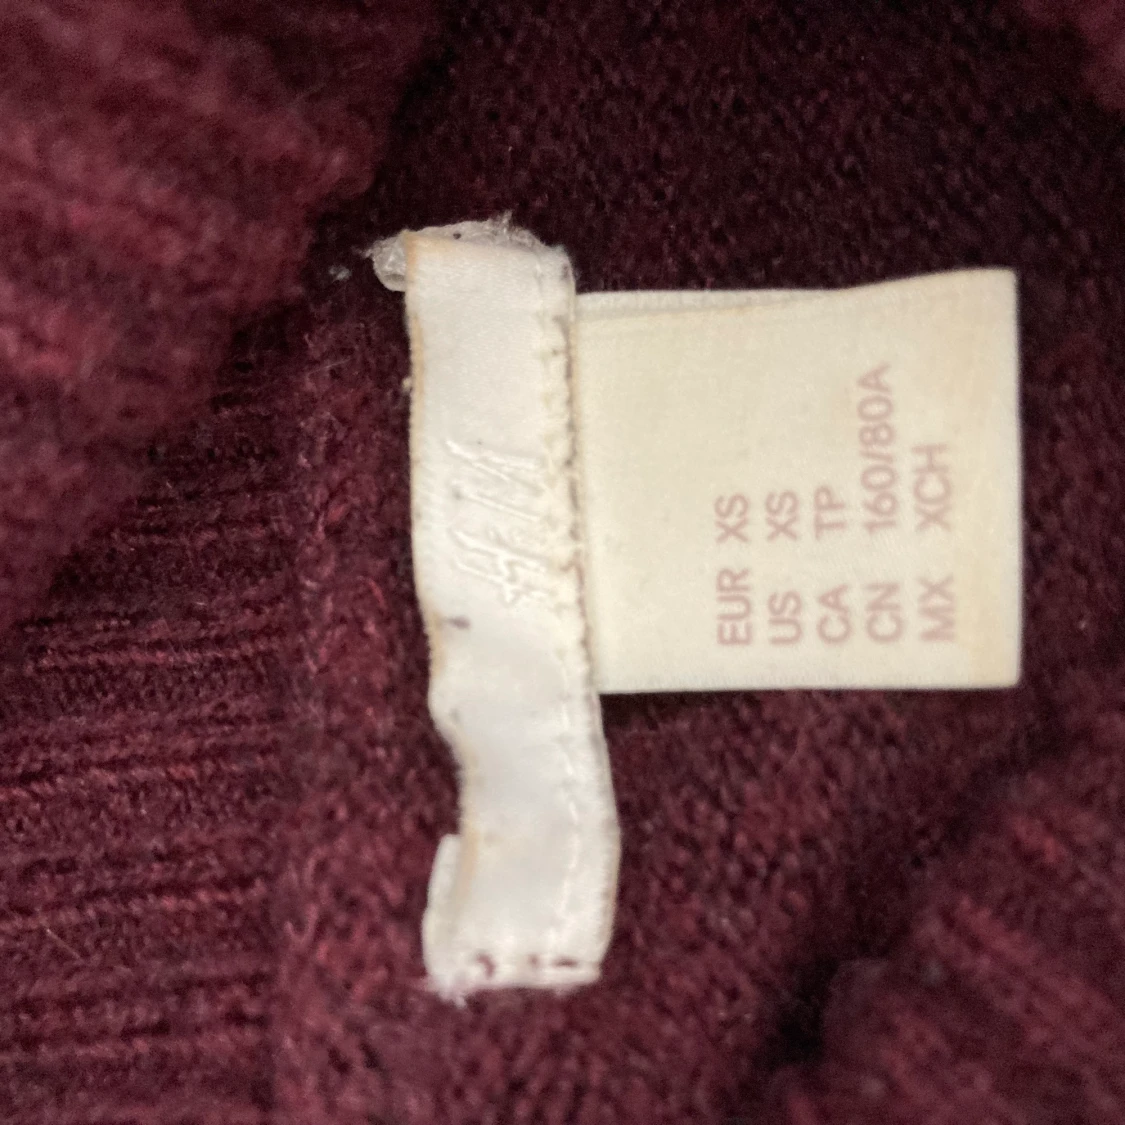 H&M
EUR XS
US XS
CA TP
CN 160/80A
MX XCH